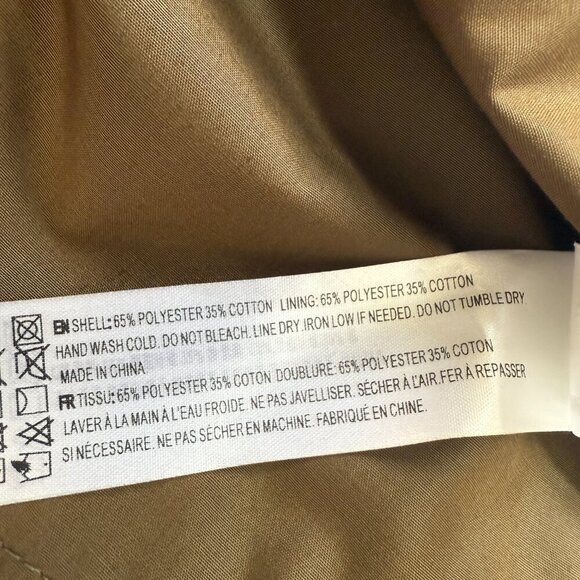 EN SHELL: 65% POLYESTER 35% COTTON LINING: 65% POLYESTER 35% COTTON
HAND WASH COLD. DO NOT BLEACH. LINE DRY. IRON LOW IF NEEDED. DO NOT TUMBLE DRY
MADE IN CHINA
FR TISSU: 65% POLYESTER 35% COTON DOUBLURE: 65% POLYESTER 35% COTON
LAVER À LA MAIN À L'EAU FROIDE. NE PAS JAVELLISER. SÉCHER À L'AIR. FER À REPASSER
SI NÉCESSAIRE. NE PAS SÉCHER EN MACHINE. FABRIQUÉ EN CHINE.